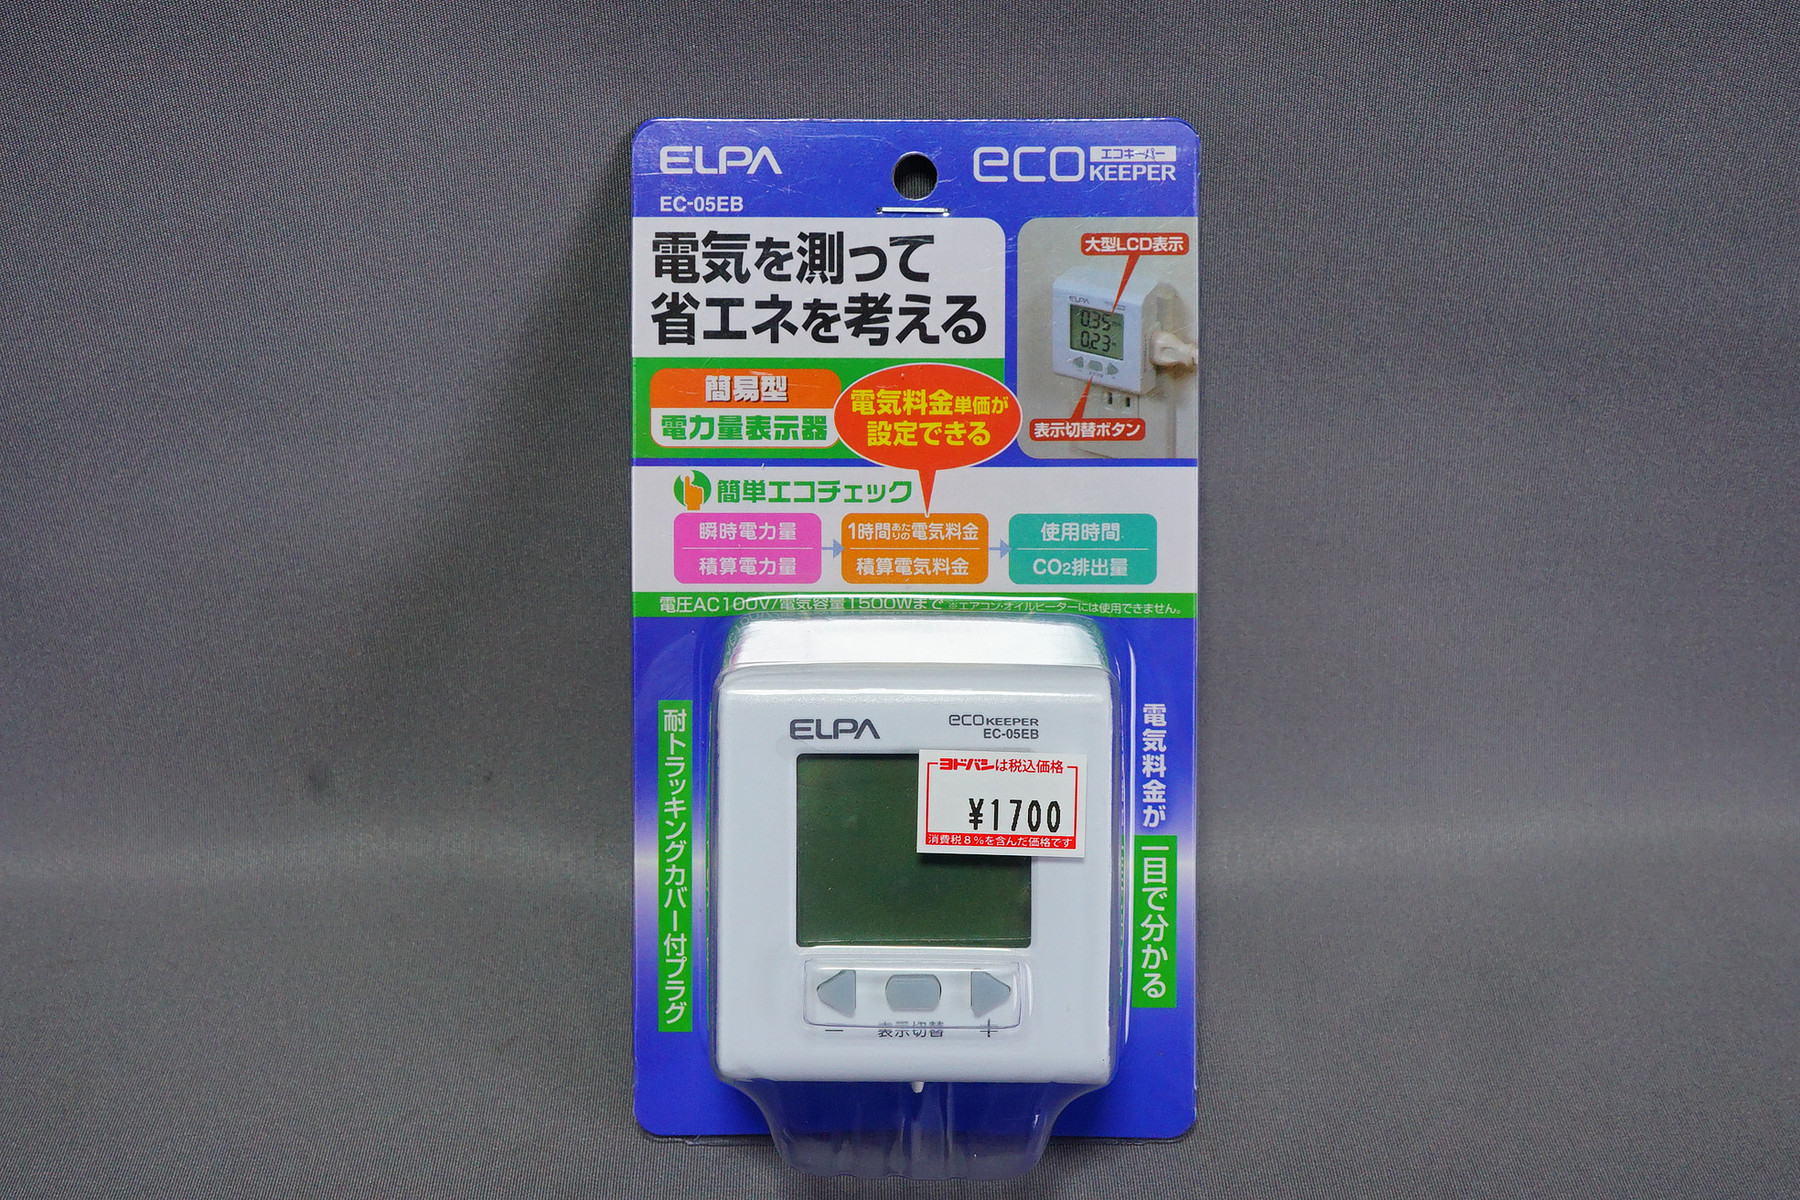 ELPA
EC-05EB
eco エコキーパー
KEEPER
電気を測って
省エネを考える
簡易型
電力量表示器
電気料金単価が
設定できる
大型LCD表示
ELPA
0.35
0.23
表示切替ボタン
簡単エコチェック
瞬時電力量
積算電力量
1時間あたりの電気料金
積算電気料金
使用時間
CO2排出量
電圧AC100V/電気容量1500Wまで ※エアコン・オイルヒーターには使用できません。
耐トラッキングカバー付プラグ
電気料金が
一目で分かる
ELPA
eco KEEPER
EC-05EB
ヨドバシは税込価格
¥1700
消費税8%を含んだ価格です
− 表示切替 +